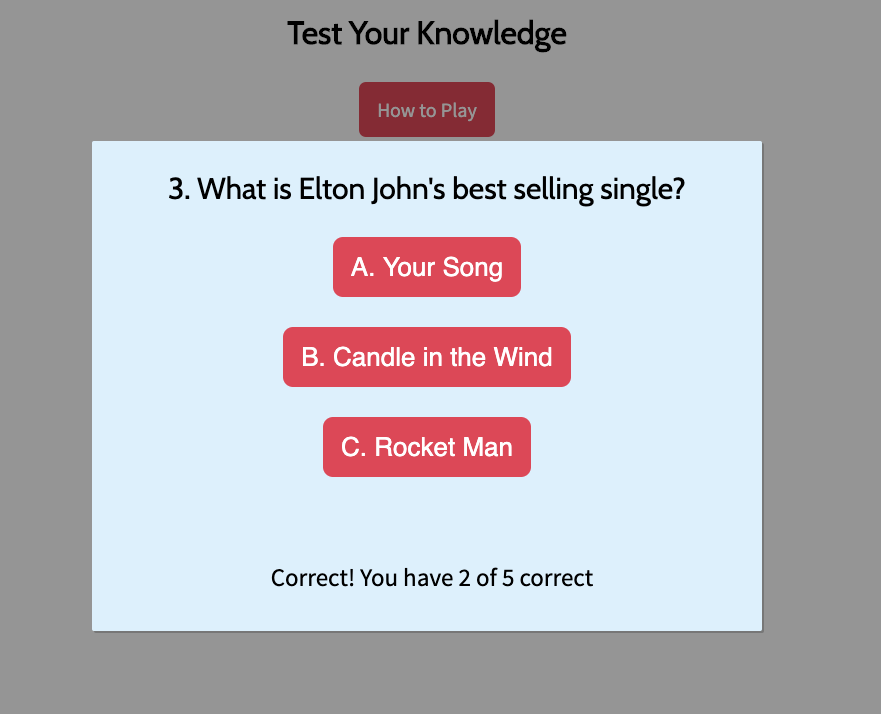 Test Your Knowledge
How to Play
3. What is Elton John's best selling single?
A. Your Song
B. Candle in the Wind
C. Rocket Man
Correct! You have 2 of 5 correct